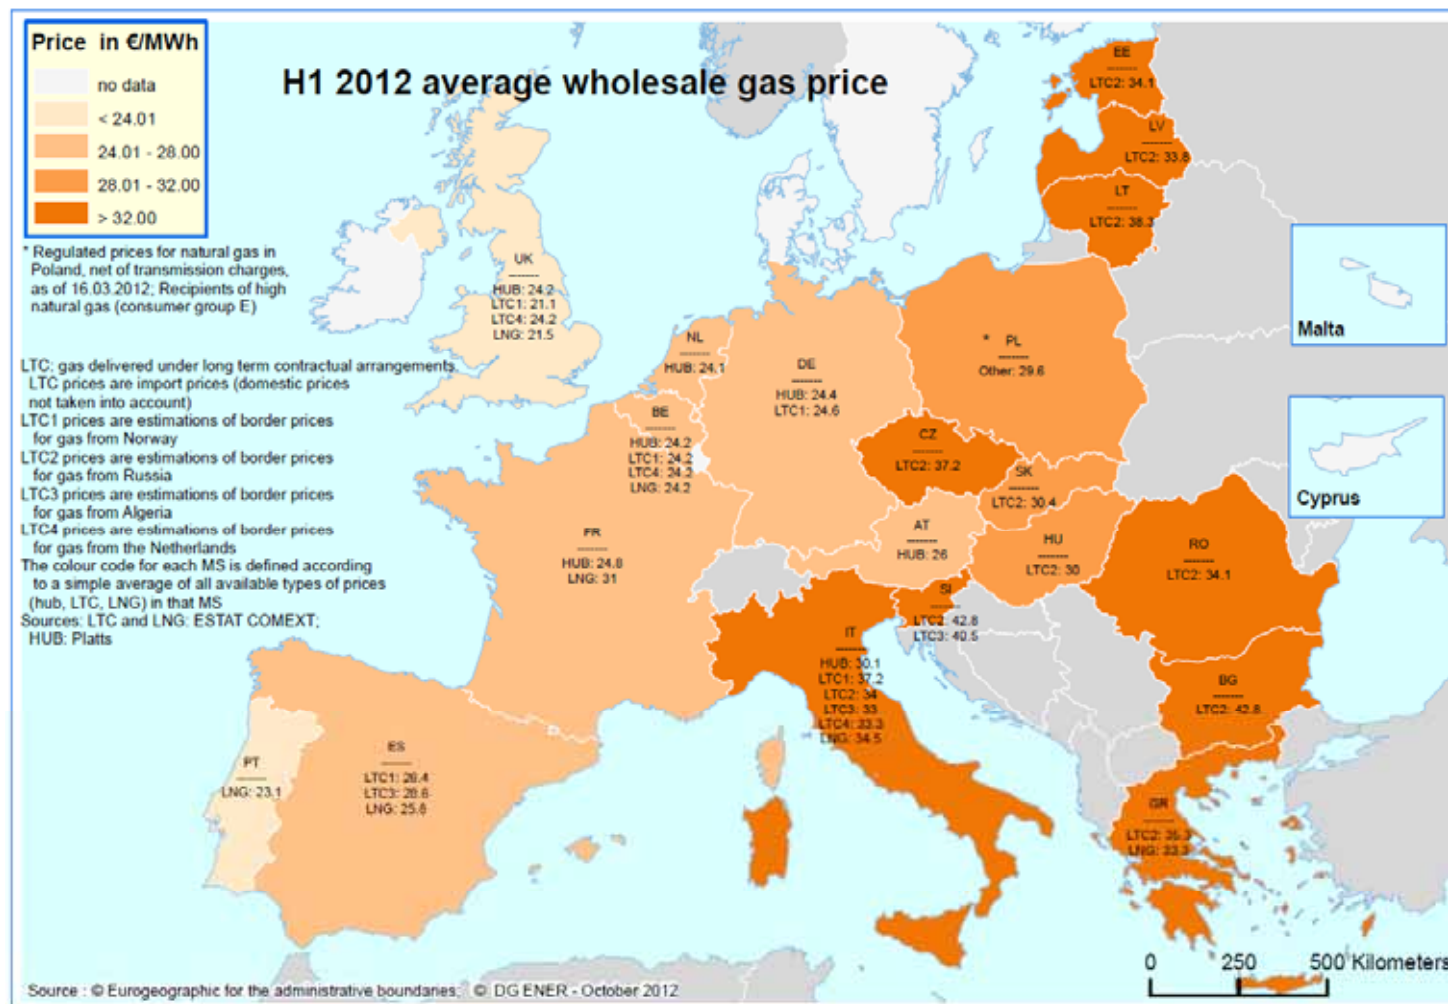 Price in €/MWh
no data
< 24.01
24.01 - 28.00
28.01 - 32.00
> 32.00
H1 2012 average wholesale gas price
* Regulated prices for natural gas in
Poland, net of transmission charges,
as of 16.03.2012; Recipients of high
natural gas (consumer group E)
LTC: gas delivered under long term contractual arrangements.
LTC prices are import prices (domestic prices
not taken into account)
LTC1 prices are estimations of border prices
for gas from Norway
LTC2 prices are estimations of border prices
for gas from Russia
LTC3 prices are estimations of border prices
for gas from Algeria
LTC4 prices are estimations of border prices
for gas from the Netherlands
The colour code for each MS is defined according
to a simple average of all available types of prices
(hub, LTC, LNG) in that MS
Sources: LTC and LNG: ESTAT COMEXT;
HUB: Platts
EE
-------
LTC2: 34.1
LV
-------
LTC2: 33.8
LT
-------
LTC2: 38.3
UK
-------
HUB: 24.2
LTC1: 21.1
LTC4: 24.2
LNG: 21.5
NL
-------
HUB: 24.1
BE
-------
HUB: 24.2
LTC1: 24.2
LTC4: 24.2
LNG: 24.2
DE
-------
HUB: 24.4
LTC1: 24.6
* PL
-------
Other: 29.6
CZ
-------
LTC2: 37.2
SK
-------
LTC2: 30.4
FR
-------
HUB: 24.8
LNG: 31
AT
-------
HUB: 26
HU
-------
LTC2: 30
RO
-------
LTC2: 34.1
SI
-------
LTC2: 42.8
LTC3: 40.5
IT
-------
HUB: 30.1
LTC1: 37.2
LTC2: 34
LTC3: 33
LTC4: 33.3
LNG: 34.5
BG
-------
LTC2: 42.8
PT
-------
LNG: 23.1
ES
-------
LTC1: 26.4
LTC3: 28.6
LNG: 25.8
GR
-------
LTC2: 35.3
LNG: 33.3
Malta
Cyprus
0 250 500 Kilometers
Source : © Eurogeographic for the administrative boundaries; © DG ENER - October 2012